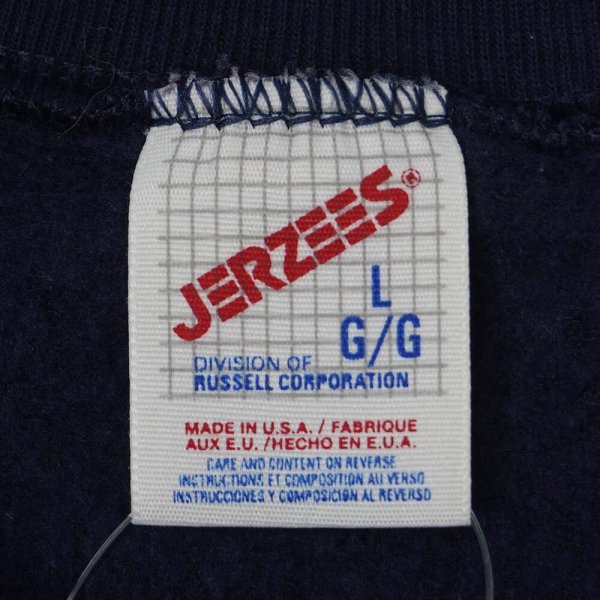 JERZEES®
L
G/G
DIVISION OF
RUSSELL CORPORATION
MADE IN U.S.A. / FABRIQUE
AUX E.U. /HECHO EN E.U.A.
CARE AND CONTENT ON REVERSE
INSTRUCTIONS ET COMPOSITION AU VERSO
INSTRUCCIONES Y COMPOSICION AL REVERSO